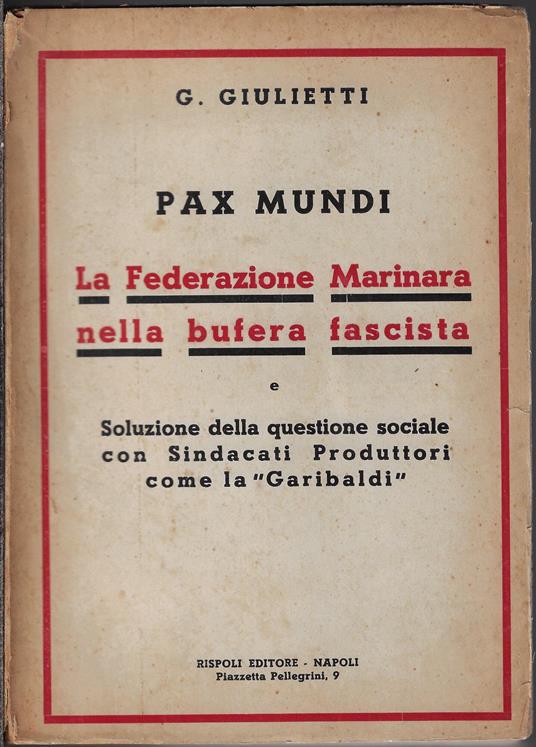 G. GIULIETTI
PAX MUNDI
La Federazione Marinara
nella bufera fascista
e
Soluzione della questione sociale
con Sindacati Produttori
come la "Garibaldi"
RISPOLI EDITORE - NAPOLI
Piazzetta Pellegrini, 9